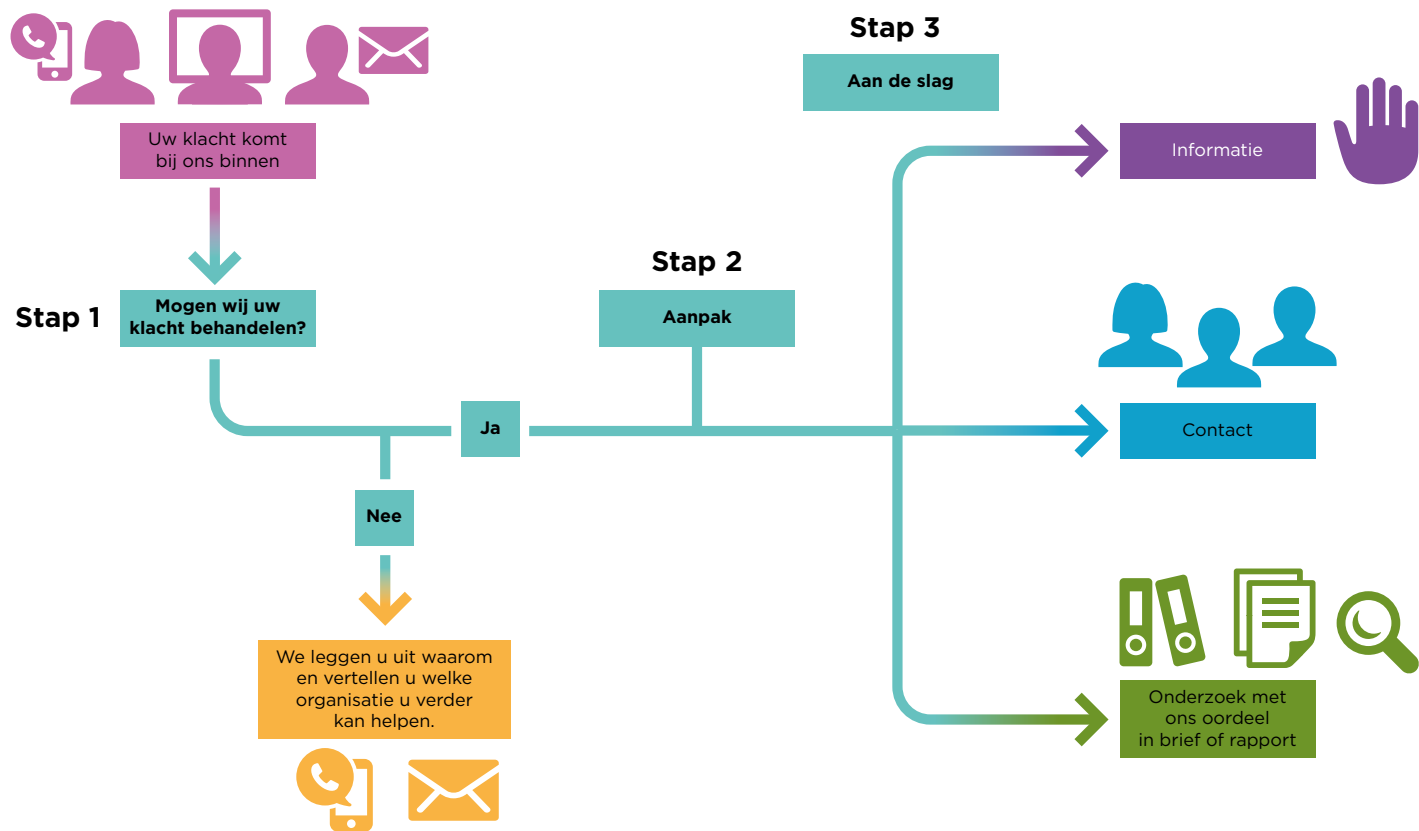 Uw klacht komt
bij ons binnen
Stap 1
Mogen wij uw
klacht behandelen?
Ja
Nee
We leggen u uit waarom
en vertellen u welke
organisatie u verder
kan helpen.
Stap 2
Aanpak
Stap 3
Aan de slag
Informatie
Contact
Onderzoek met
ons oordeel
in brief of rapport